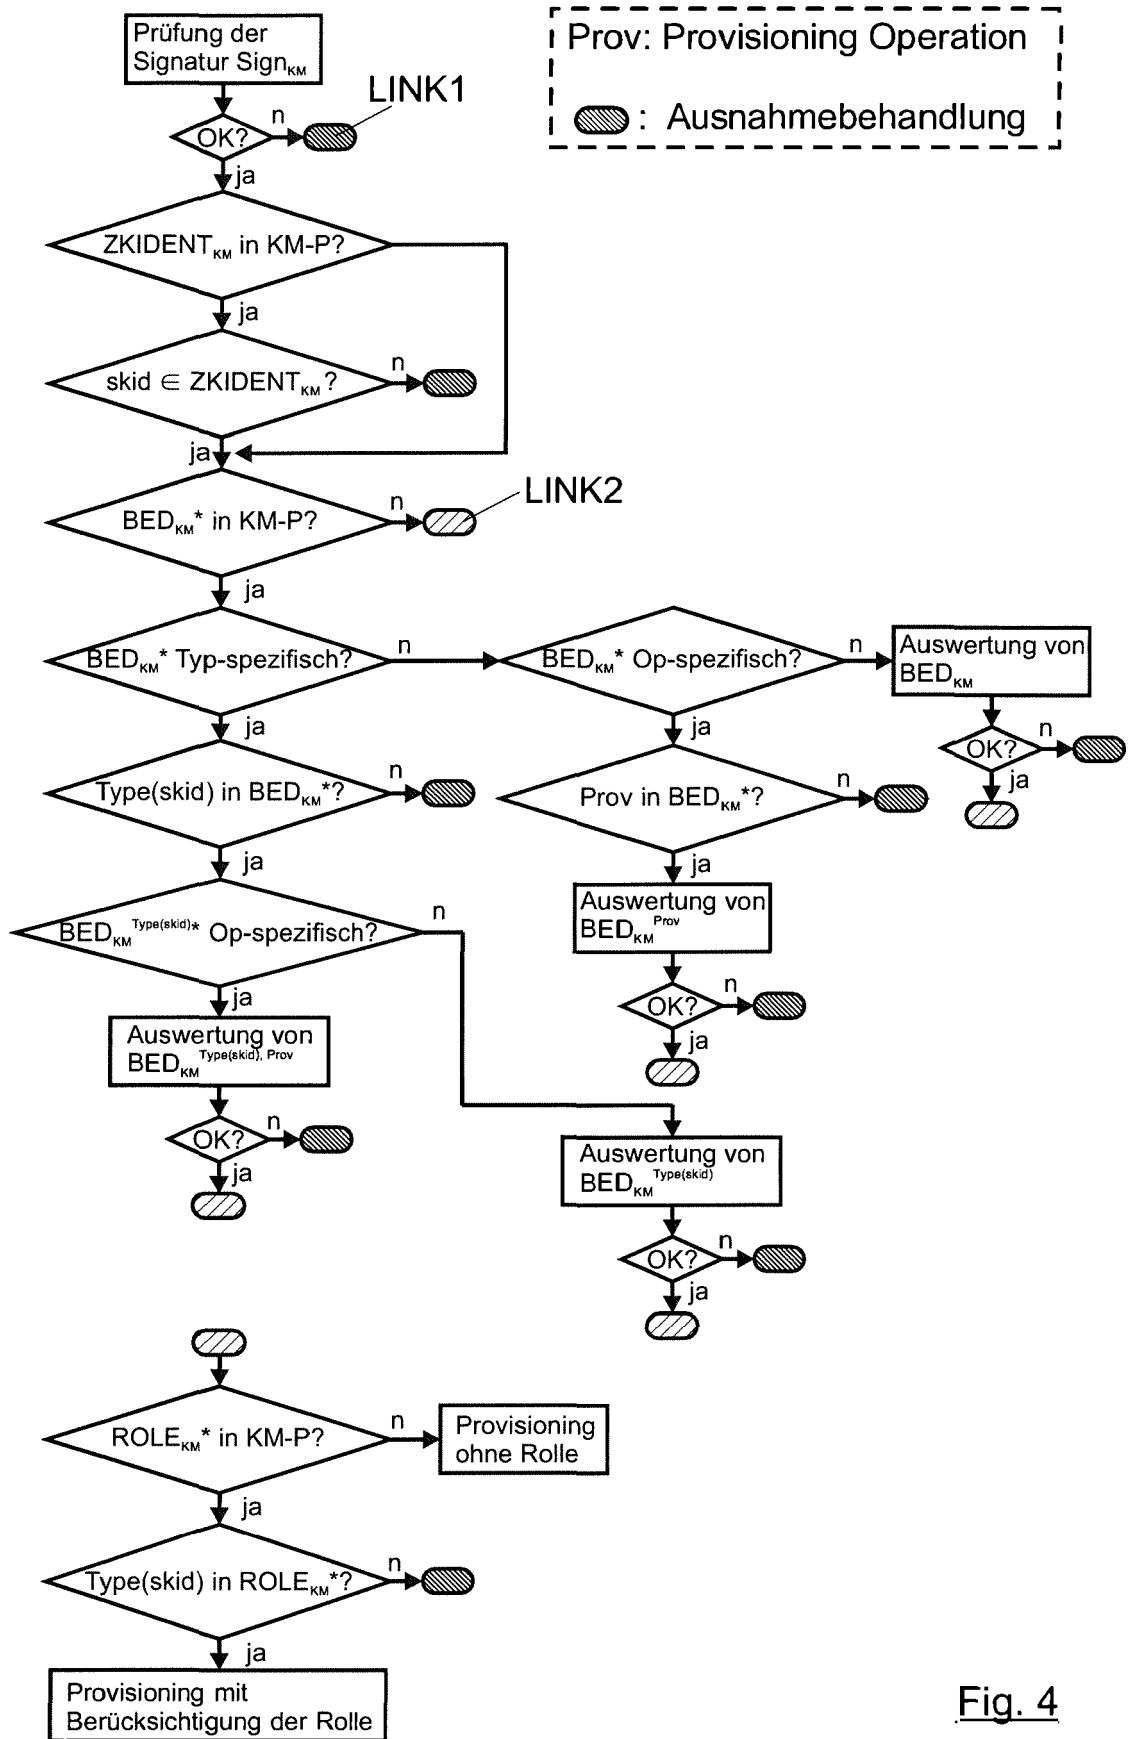 Prüfung der
Signatur Sign_KM
LINK1
Prov: Provisioning Operation
: Ausnahmebehandlung
OK?
n
ja
ZKIDENT_KM in KM-P?
ja
skid ∈ ZKIDENT_KM?
n
ja
LINK2
BED_KM* in KM-P?
n
ja
BED_KM* Typ-spezifisch?
n
BED_KM* Op-spezifisch?
n
Auswertung von
BED_KM
ja
ja
OK?
n
ja
Type(skid) in BED_KM*?
n
Prov in BED_KM*?
n
ja
ja
BED_KM^Type(skid)* Op-spezifisch?
n
Auswertung von
BED_KM^Prov
ja
OK?
n
ja
Auswertung von
BED_KM^Type(skid), Prov
OK?
n
ja
Auswertung von
BED_KM^Type(skid)
OK?
n
ja
ROLE_KM* in KM-P?
n
Provisioning
ohne Rolle
ja
Type(skid) in ROLE_KM*?
n
ja
Provisioning mit
Berücksichtigung der Rolle
Fig. 4